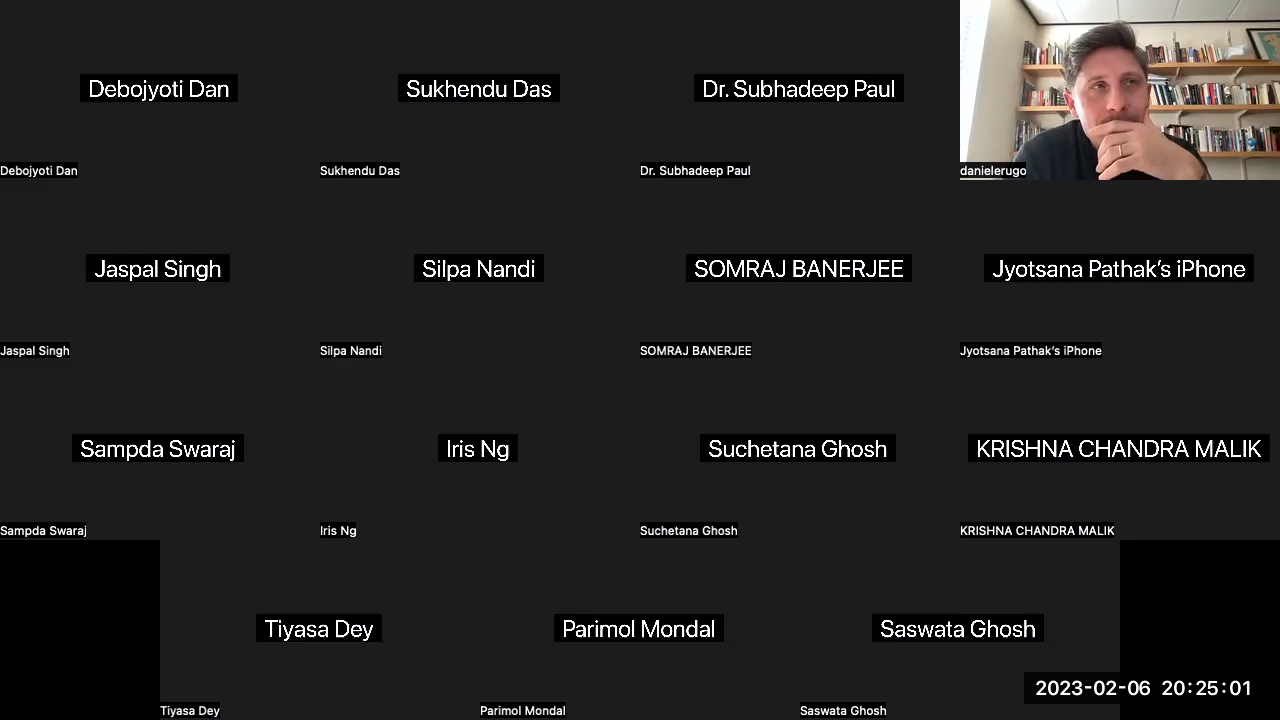 Debojyoti Dan
Sukhendu Das
Dr. Subhadeep Paul
Debojyoti Dan
Sukhendu Das
Dr. Subhadeep Paul
danielerugo
Jaspal Singh
Silpa Nandi
SOMRAJ BANERJEE
Jyotsana Pathak’s iPhone
Jaspal Singh
Silpa Nandi
SOMRAJ BANERJEE
Jyotsana Pathak’s iPhone
Sampda Swaraj
Iris Ng
Suchetana Ghosh
KRISHNA CHANDRA MALIK
Sampda Swaraj
Iris Ng
Suchetana Ghosh
KRISHNA CHANDRA MALIK
Tiyasa Dey
Parimol Mondal
Saswata Ghosh
2023-02-06 20:25:01
Tiyasa Dey
Parimol Mondal
Saswata Ghosh